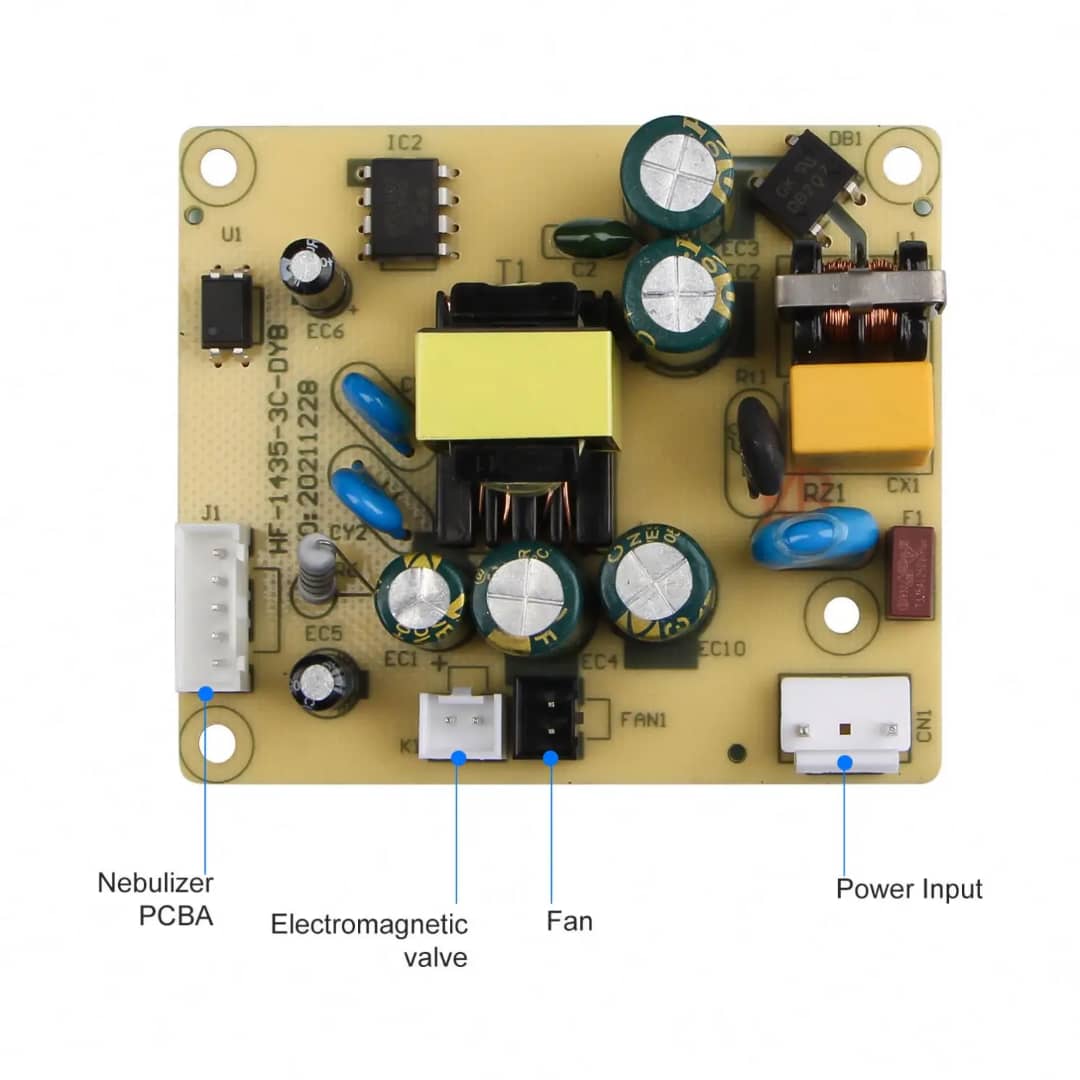 IC2
DB1
U1
L1
EC3
C2
EC2
T1
EC6
Rt1
HF-1435-3C-DYB
D:20211228
CX1
RZ1
CY2
F1
J1
EC5
EC1
EC4
EC10
FAN1
K1
CN1
Nebulizer
PCBA
Electromagnetic
valve
Fan
Power Input